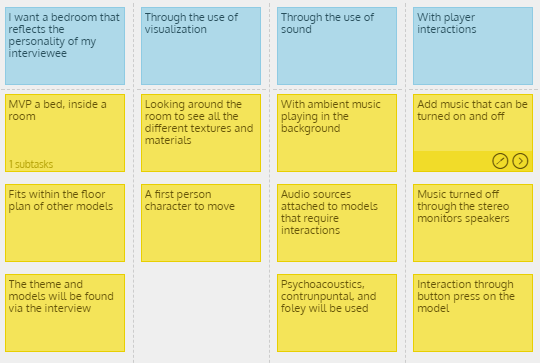 I want a bedroom that
reflects the
personality of my
interviewee
Through the use of
visualization
Through the use of
sound
With player
interactions
MVP a bed, inside a
room
1 subtasks
Looking around the
room to see all the
different textures and
materials
With ambient music
playing in the
background
Add music that can be
turned on and off
Fits within the floor
plan of other models
A first person
character to move
Audio sources
attached to models
that require
interactions
Music turned off
through the stereo
monitors speakers
The theme and
models will be found
via the interview
Psychoacoustics,
contrunpuntal, and
foley will be used
Interaction through
button press on the
model